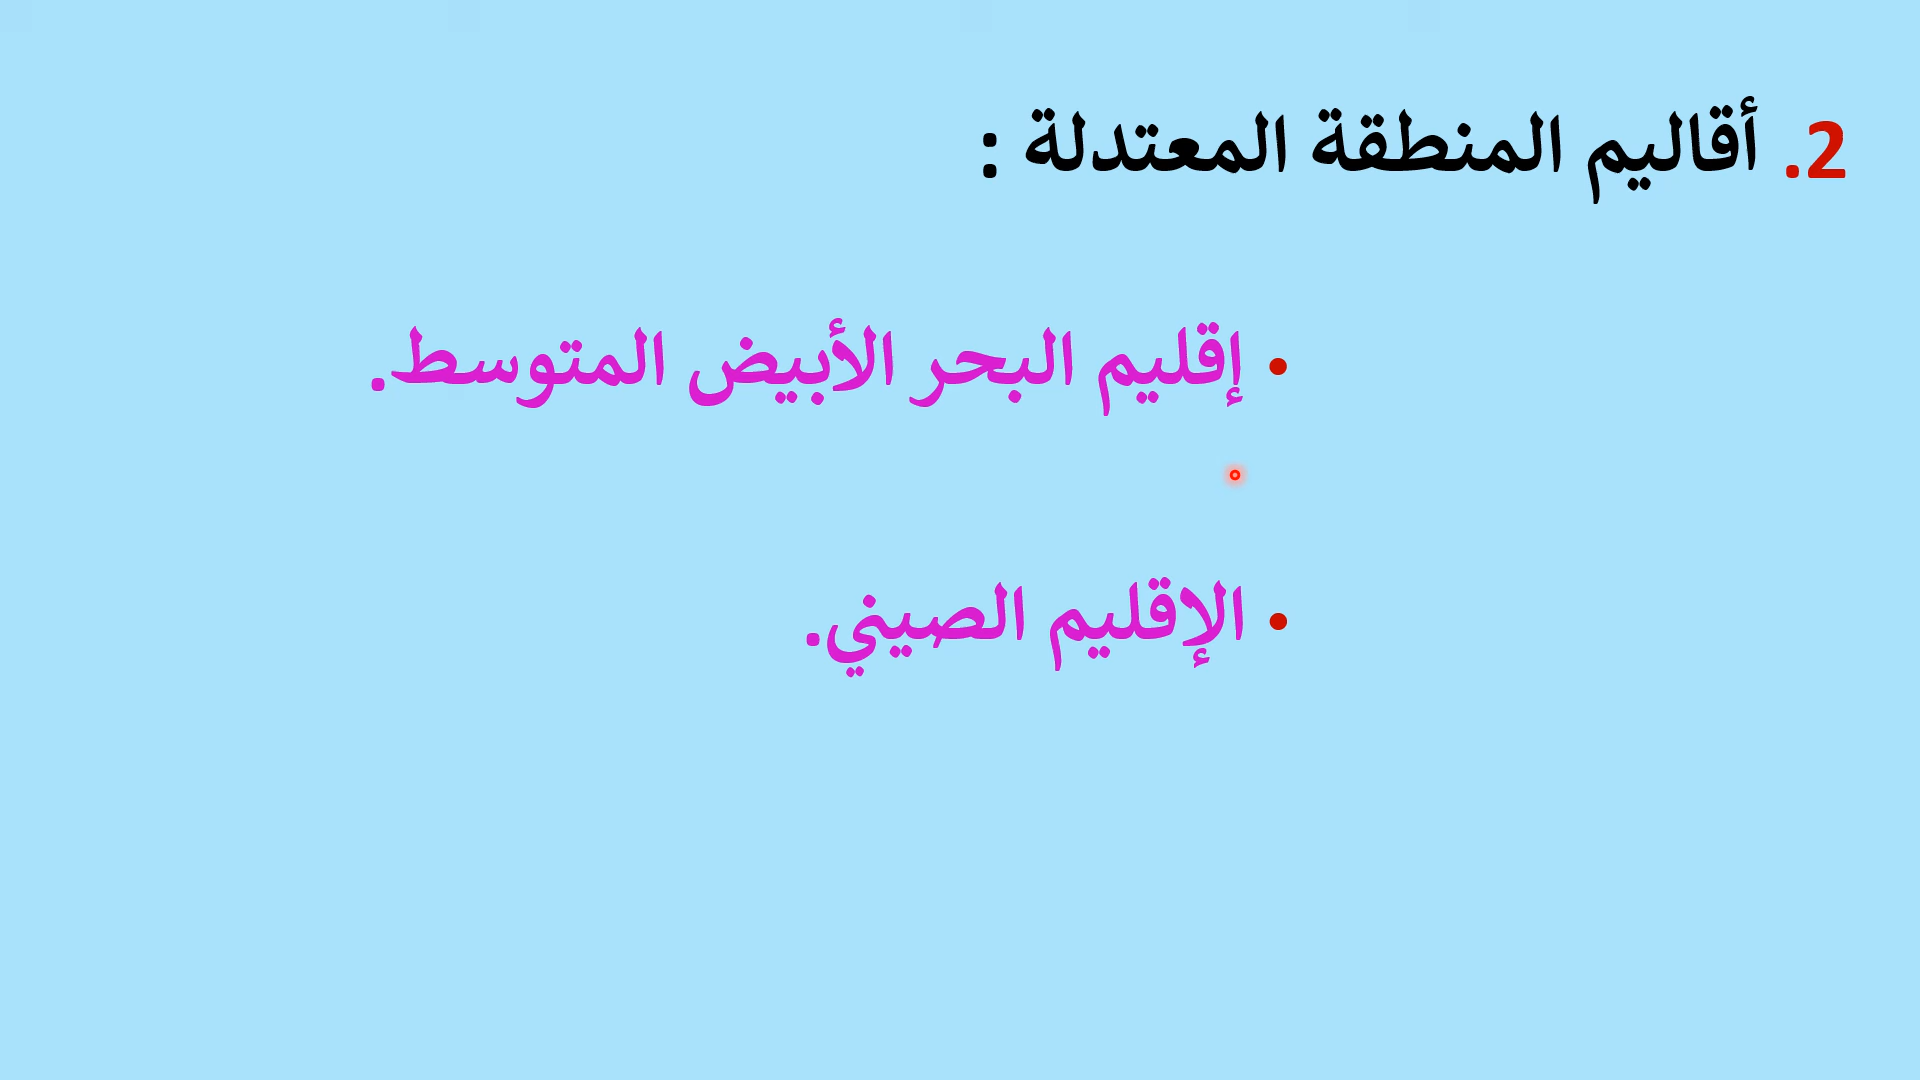 2. أقاليم المنطقة المعتدلة :
• إقليم البحر الأبيض المتوسط.
• الإقليم الصيني.